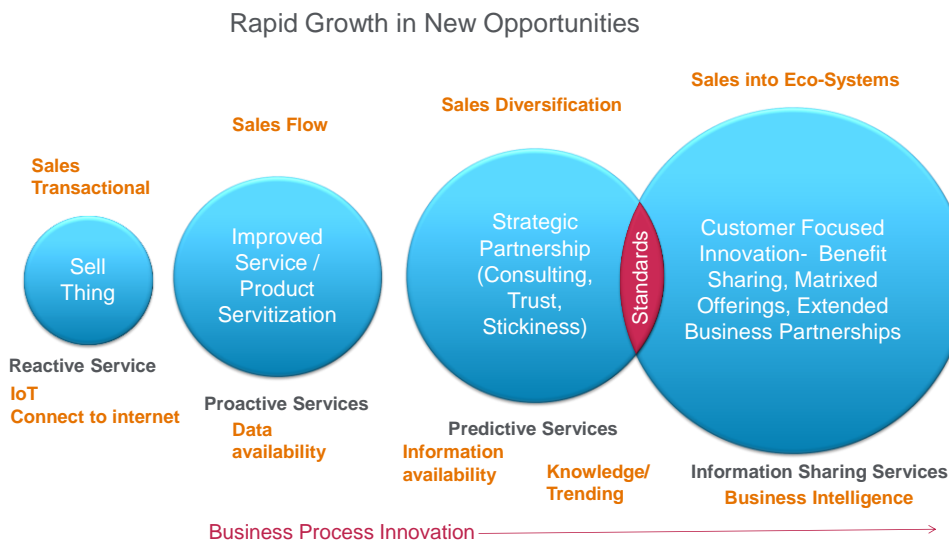 Rapid Growth in New Opportunities
Sales into Eco-Systems
Sales Diversification
Sales Flow
Sales
Transactional
Sell
Thing
Improved
Service /
Product
Servitization
Strategic
Partnership
(Consulting,
Trust,
Stickiness)
Standards
Customer Focused
Innovation- Benefit
Sharing, Matrixed
Offerings, Extended
Business Partnerships
Reactive Service
IoT
Connect to internet
Proactive Services
Data
availability
Predictive Services
Information
availability
Knowledge/
Trending
Information Sharing Services
Business Intelligence
Business Process Innovation